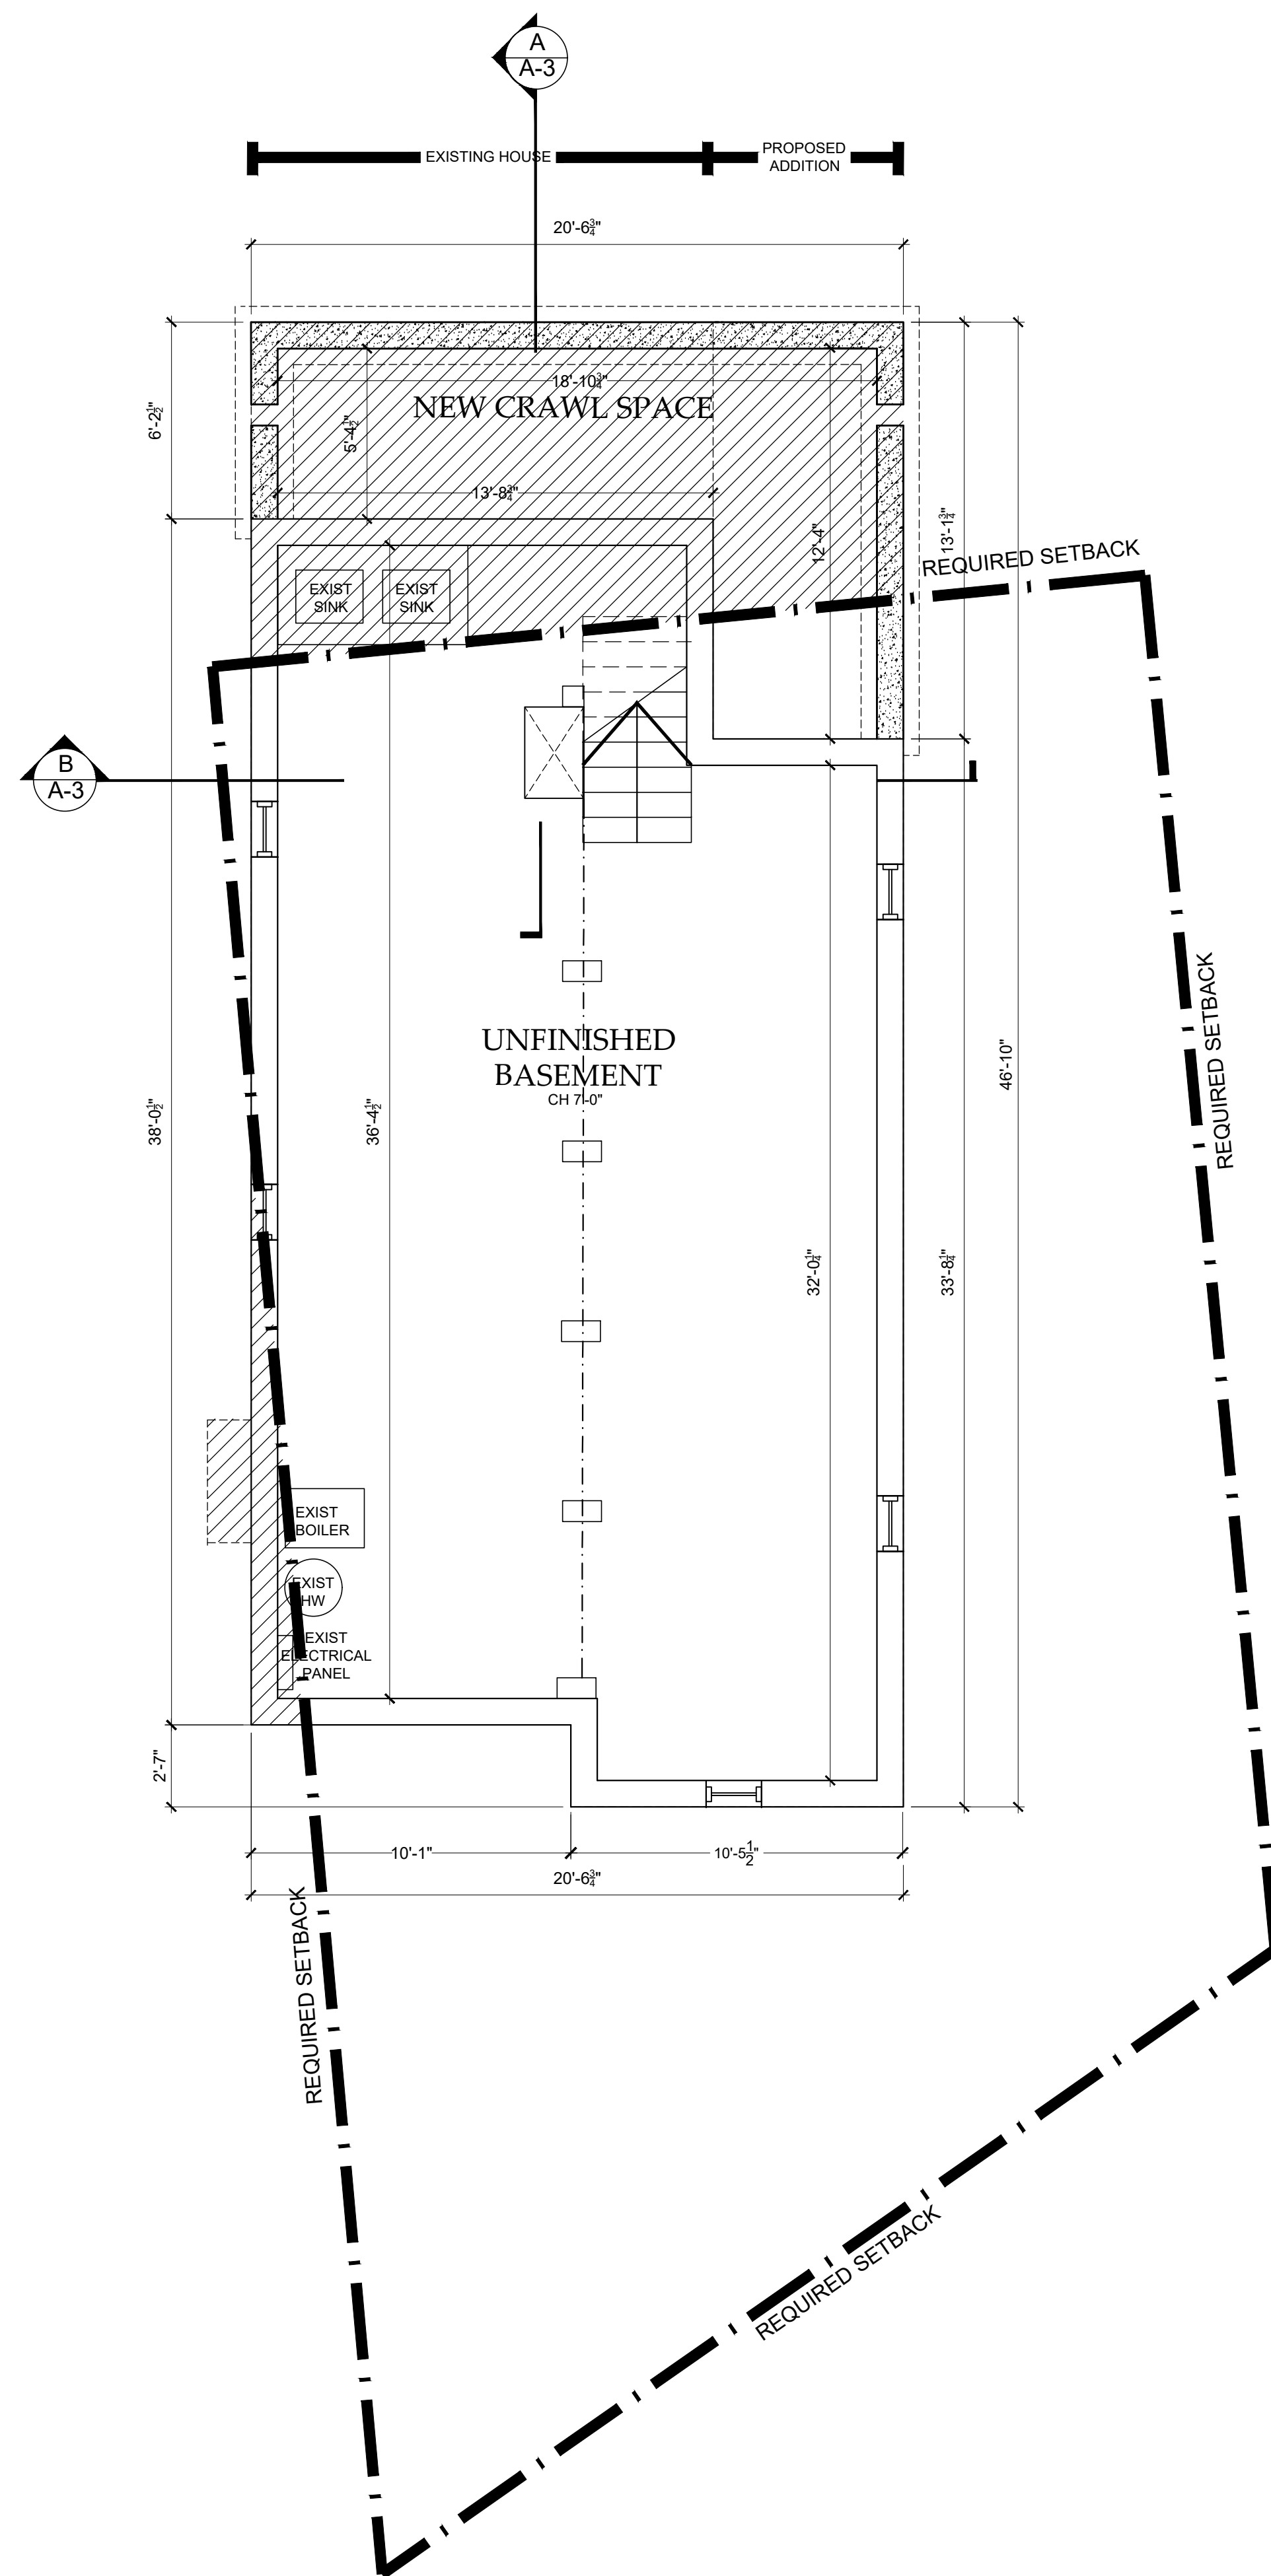 A
A-3
EXISTING HOUSE
PROPOSED
ADDITION
20'-6¾"
18'-10¾"
NEW CRAWL SPACE
6'-2½"
5'-4½"
13'-8¾"
12'-4"
13'-1¾"
REQUIRED SETBACK
EXIST
SINK
EXIST
SINK
B
A-3
REQUIRED SETBACK
UNFINISHED
BASEMENT
CH 7'-0"
46'-10"
38'-0½"
36'-4½"
32'-0¼"
33'-8¼"
EXIST
BOILER
EXIST
HW
EXIST
ELECTRICAL
PANEL
2'-7"
10'-1"
10'-5½"
20'-6¾"
REQUIRED SETBACK
REQUIRED SETBACK